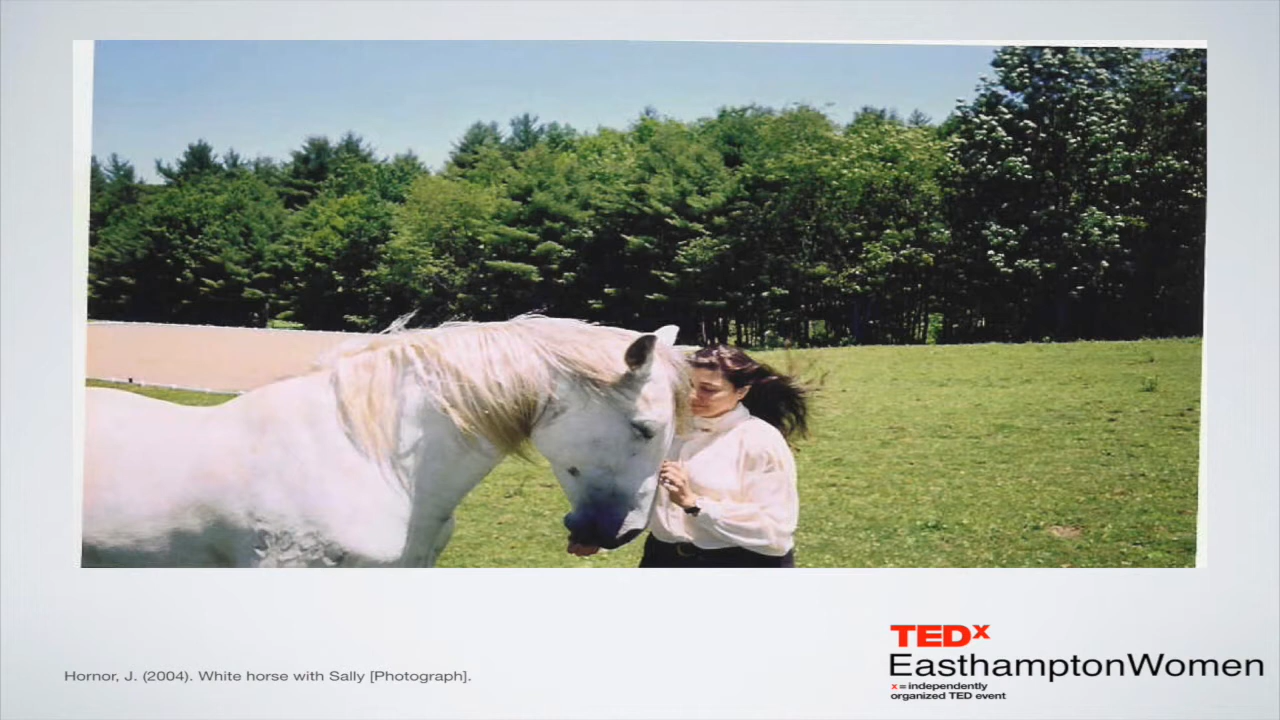 Hornor, J. (2004). White horse with Sally [Photograph].
TEDx
EasthamptonWomen
x = independently
organized TED event